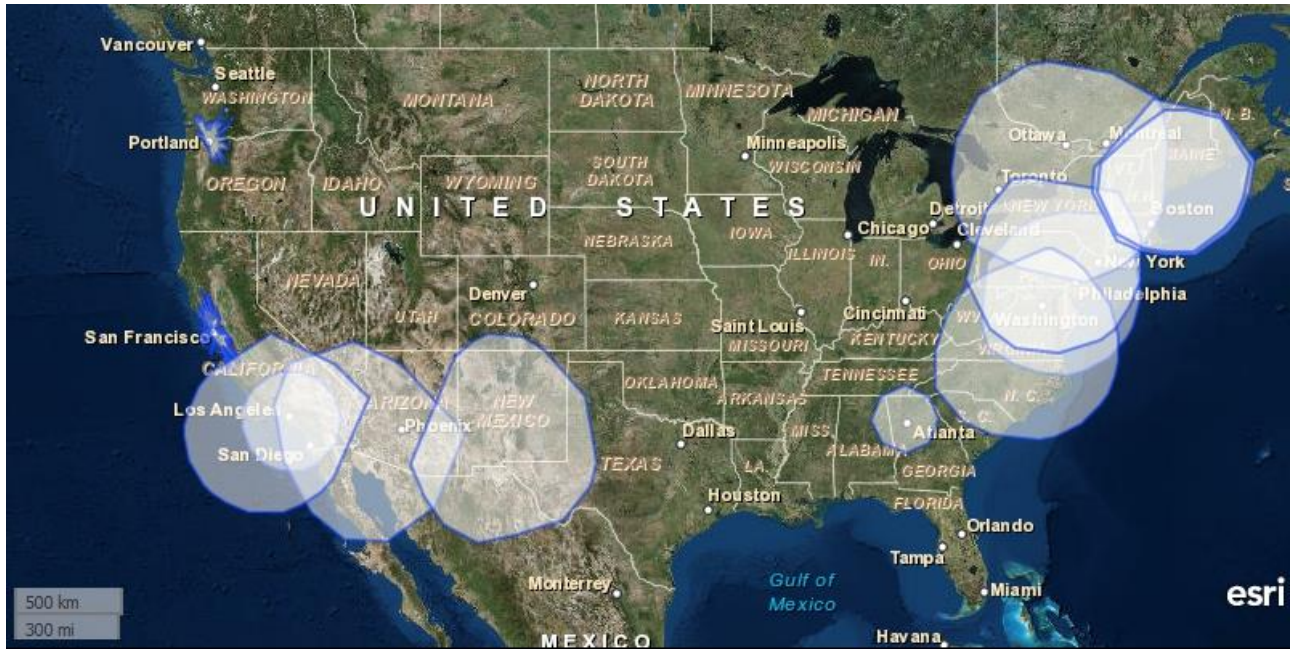 Vancouver
Seattle
WASHINGTON
Portland
OREGON
IDAHO
MONTANA
NORTH
DAKOTA
MINNESOTA
Minneapolis
WISCONSIN
MICHIGAN
SOUTH
DAKOTA
WYOMING
UNITED STATES
NEBRASKA
IOWA
ILLINOIS
Chicago
IN.
OHIO
Detroit
Cleveland
Toronto
Ottawa
Montréal
N. B.
MAINE
VT.
NEW YORK
Boston
New York
Philadelphia
Washington
NEVADA
UTAH
Denver
COLORADO
KANSAS
Saint Louis
MISSOURI
Cincinnati
KENTUCKY
VIRGINIA
San Francisco
CALIFORNIA
Los Angeles
San Diego
ARIZONA
Phoenix
NEW
MEXICO
OKLAHOMA
ARKANSAS
TENNESSEE
N. C.
S. C.
Atlanta
GEORGIA
ALABAMA
MISS.
LA.
Dallas
TEXAS
Houston
FLORIDA
Orlando
Tampa
Miami
Gulf of
Mexico
Monterrey
MEXICO
Havana
500 km
300 mi
esri